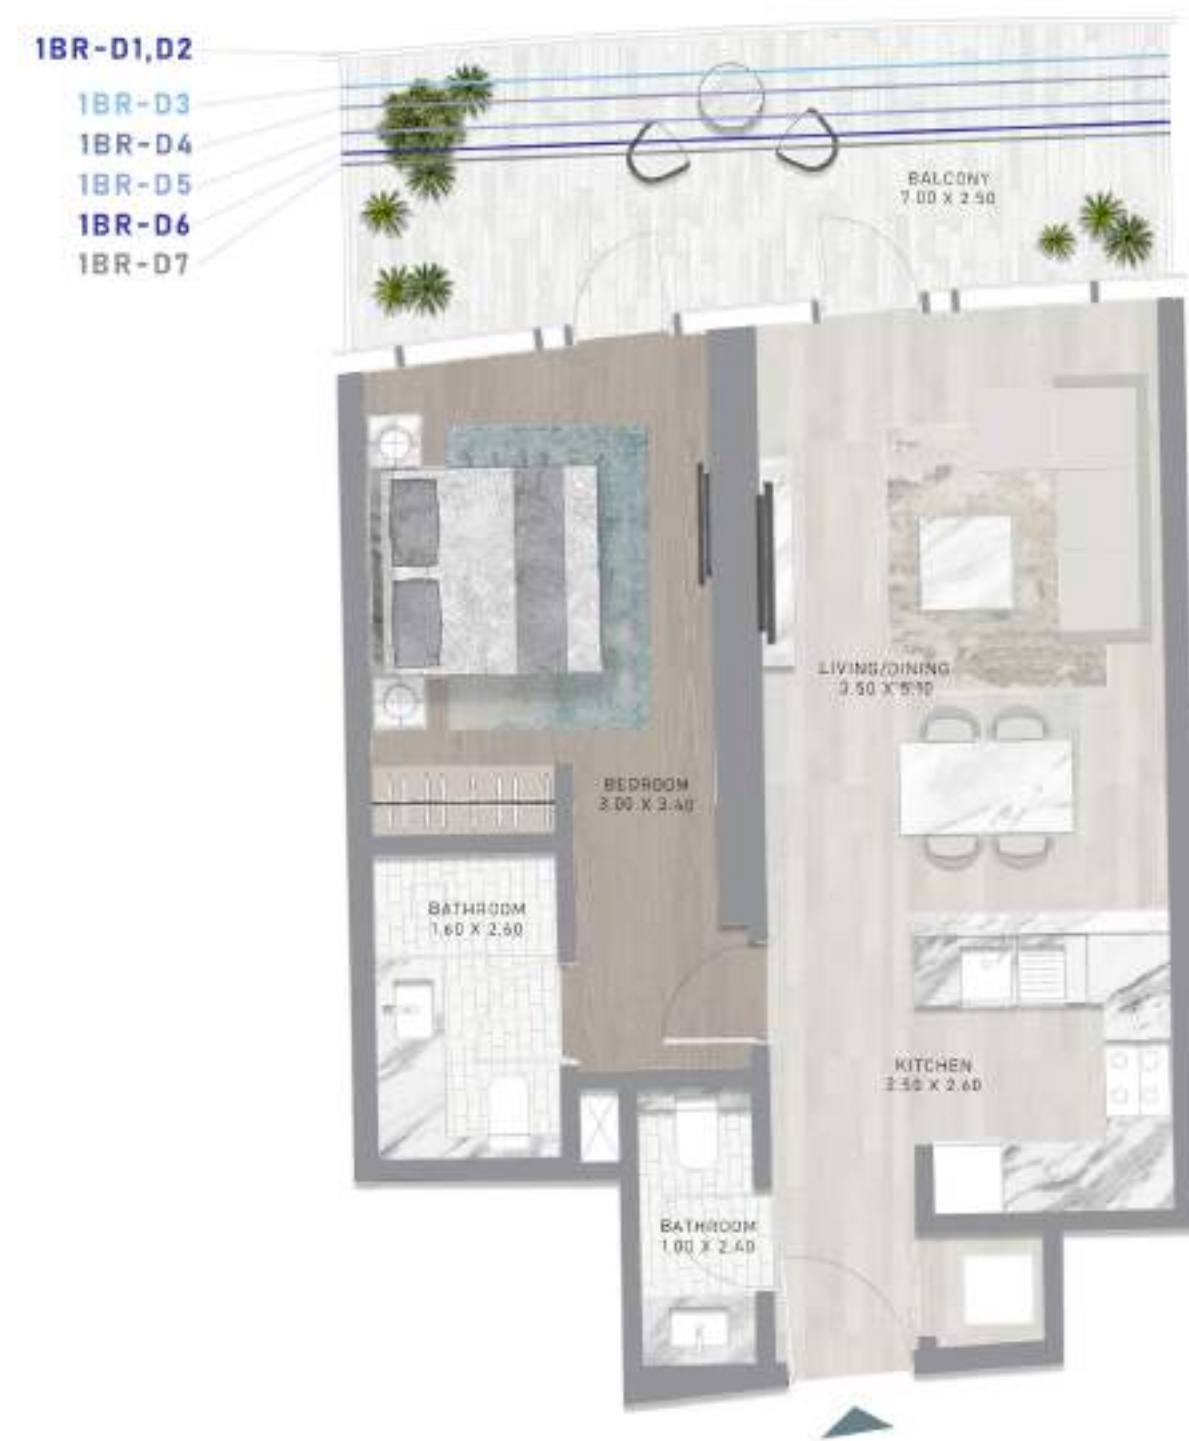 1BR-D1,D2
1BR-D3
1BR-D4
1BR-D5
1BR-D6
1BR-D7
BALCONY
7.00 X 2.50
LIVING/DINING
3.50 X
BEDROOM
3.00 X 3.40
BATHROOM
1.60 X 2.60
KITCHEN
2.50 X 2.60
BATHROOM
1.00 X 2.40